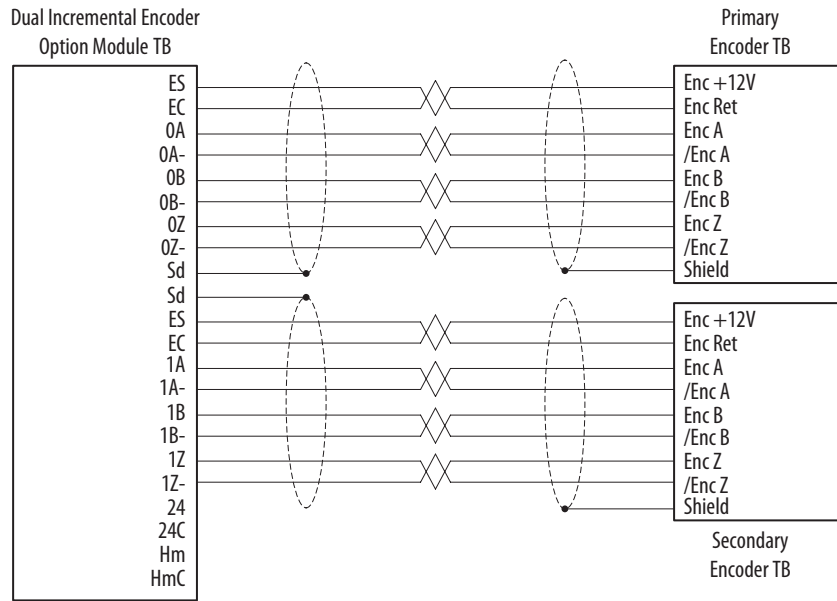 Dual Incremental Encoder
Option Module TB
Primary
Encoder TB
ES
EC
0A
0A-
0B
0B-
0Z
0Z-
Sd
Sd
ES
EC
1A
1A-
1B
1B-
1Z
1Z-
24
24C
Hm
HmC
Enc +12V
Enc Ret
Enc A
/Enc A
Enc B
/Enc B
Enc Z
/Enc Z
Shield
Enc +12V
Enc Ret
Enc A
/Enc A
Enc B
/Enc B
Enc Z
/Enc Z
Shield
Secondary
Encoder TB